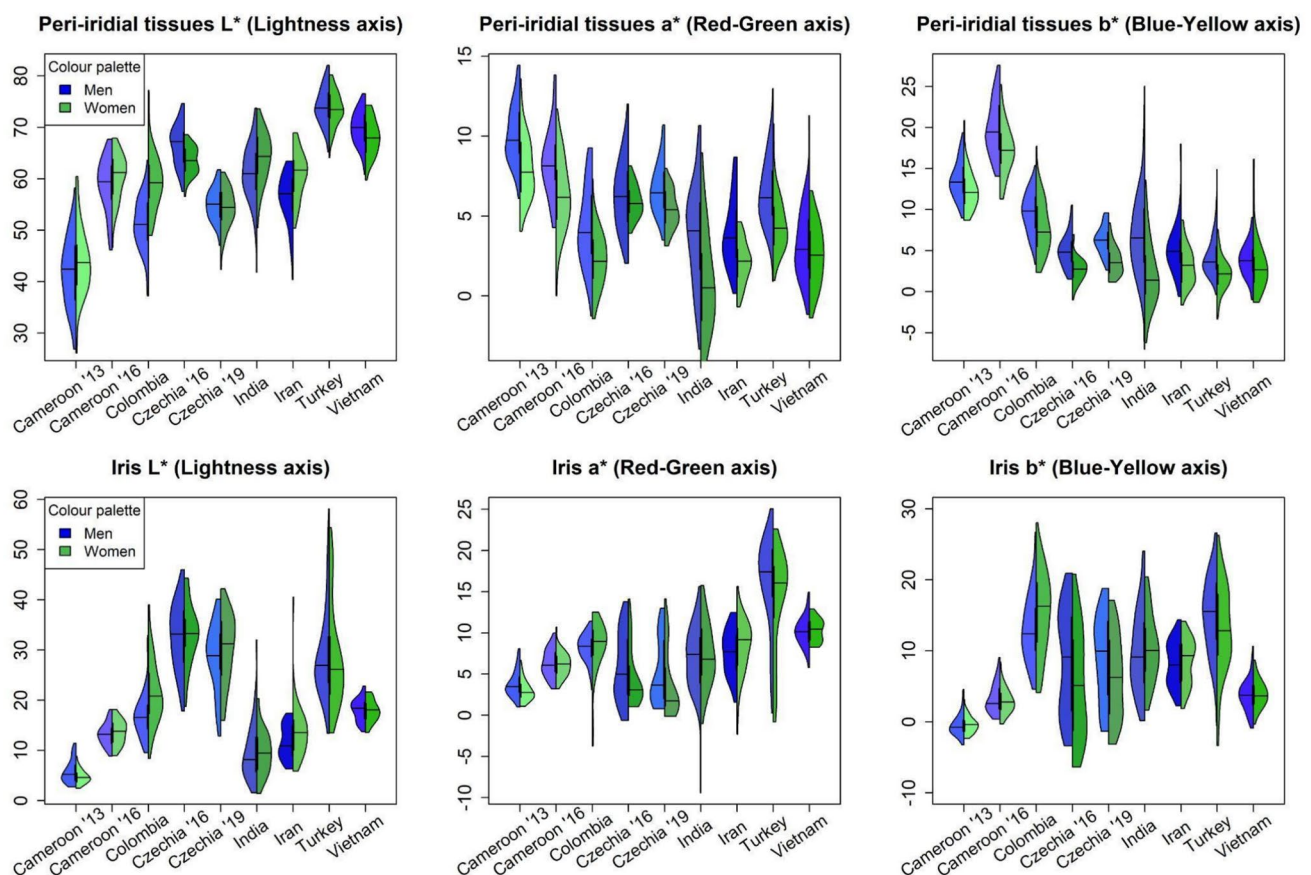 Peri-iridial tissues L* (Lightness axis)
80
70
60
50
40
30
Colour palette
Men
Women
Cameroon '13
Cameroon '16
Colombia
Czechia '16
Czechia '19
India
Iran
Turkey
Vietnam
Peri-iridial tissues a* (Red-Green axis)
15
10
5
0
Cameroon '13
Cameroon '16
Colombia
Czechia '16
Czechia '19
India
Iran
Turkey
Vietnam
Peri-iridial tissues b* (Blue-Yellow axis)
25
20
15
10
5
0
-5
Cameroon '13
Cameroon '16
Colombia
Czechia '16
Czechia '19
India
Iran
Turkey
Vietnam
Iris L* (Lightness axis)
60
50
40
30
20
10
0
Colour palette
Men
Women
Cameroon '13
Cameroon '16
Colombia
Czechia '16
Czechia '19
India
Iran
Turkey
Vietnam
Iris a* (Red-Green axis)
25
20
15
10
5
0
-10
Cameroon '13
Cameroon '16
Colombia
Czechia '16
Czechia '19
India
Iran
Turkey
Vietnam
Iris b* (Blue-Yellow axis)
30
20
10
0
-10
Cameroon '13
Cameroon '16
Colombia
Czechia '16
Czechia '19
India
Iran
Turkey
Vietnam